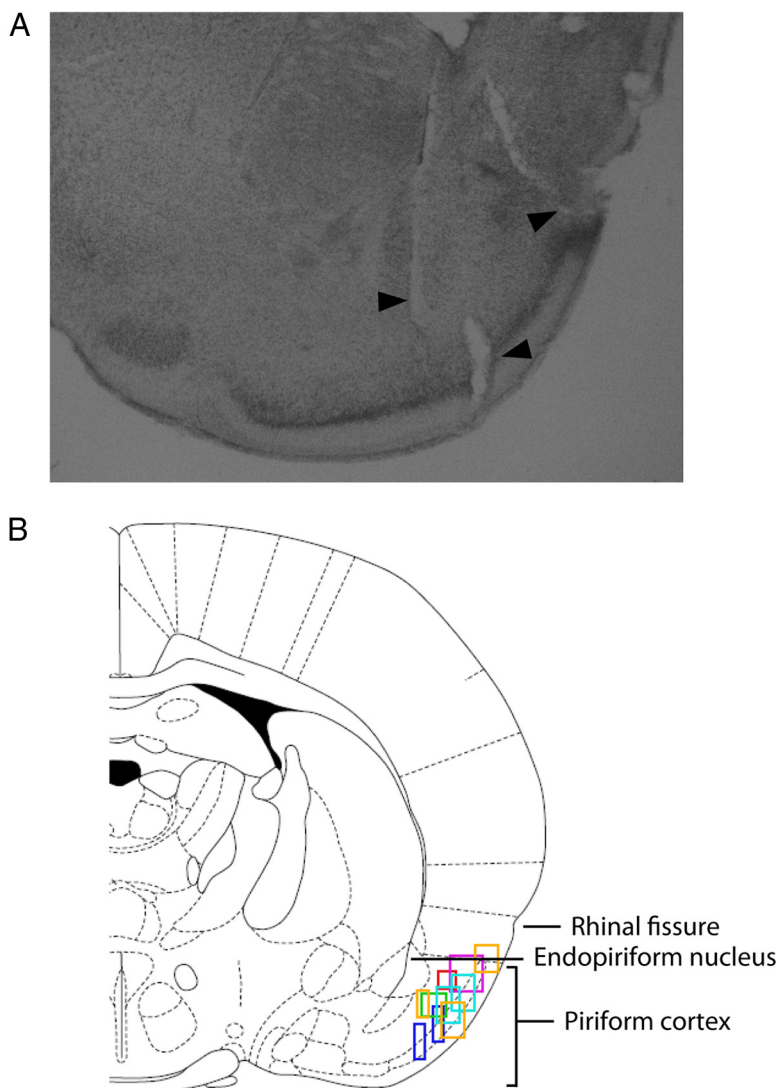 A
B
Rhinal fissure
Endopiriform nucleus
Piriform cortex